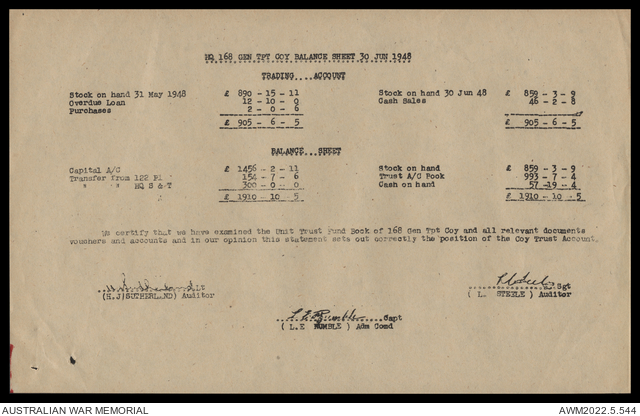 HQ 168 GEN TPT COY BALANCE SHEET 30 JUN 1948
TRADING....ACCOUNT
Stock on hand 31 May 1948 £ 890 - 15 - 11 Stock on hand 30 Jun 48 £ 859 - 3 - 9
Overdue Loan 12 - 10 - 0 Cash Sales 46 - 2 - 8
Purchases 2 - 0 - 6
£ 905 - 6 - 5 £ 905 - 6 - 5
BALANCE .. SHEET
Capital A/C £ 1456 - 2 - 11 Stock on hand £ 859 - 3 - 9
Transfer from 122 Pl 154 - 7 - 6 Trust A/C Book 993 - 7 - 4
" " HQ S & T 300 - 0 - 0 Cash on hand 57 -19 - 4
£ 1910 - 10 5 £ 1910 - 10 - 5
We certify that we have examined the Unit Trust Fund Book of 168 Gen Tpt Coy and all relevant documents
vouchers and accounts and in our opinion this statement sets out correctly the position of the Coy Trust Account.
Lt
(H.J SUTHERLAND) Auditor
Sgt
( L. STEELE ) Auditor
Capt
( L.E RUMBLE ) Adm Comd
AUSTRALIAN WAR MEMORIAL AWM2022.5.544